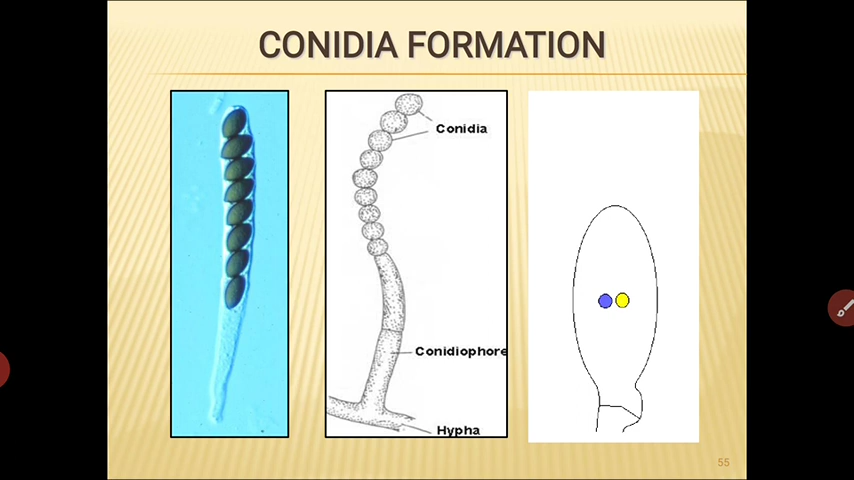 CONIDIA FORMATION
Conidia
Conidiophore
Hypha
55